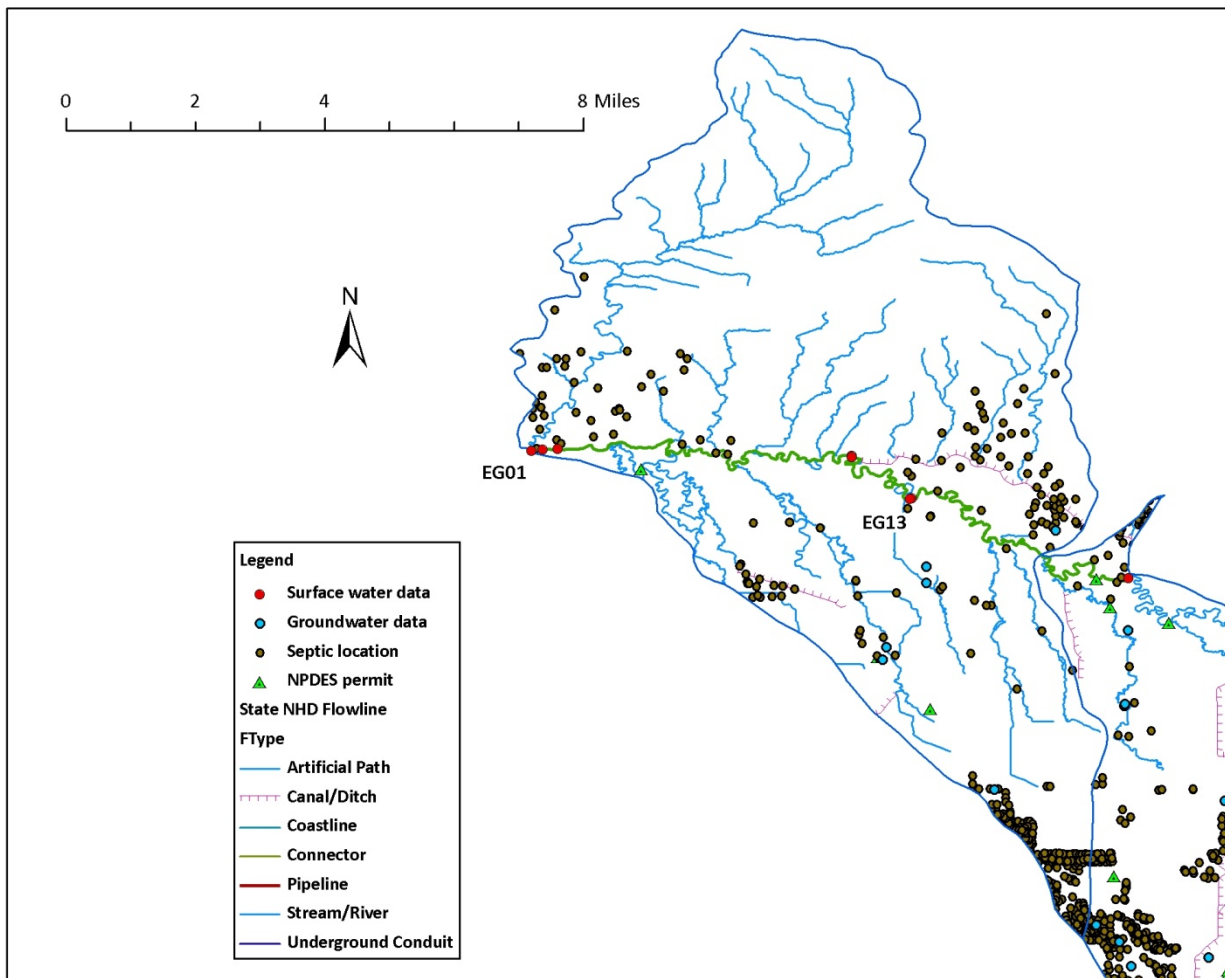 0 2 4 8 Miles
N
EG01
EG13
Legend
Surface water data
Groundwater data
Septic location
NPDES permit
State NHD Flowline
FType
Artificial Path
Canal/Ditch
Coastline
Connector
Pipeline
Stream/River
Underground Conduit